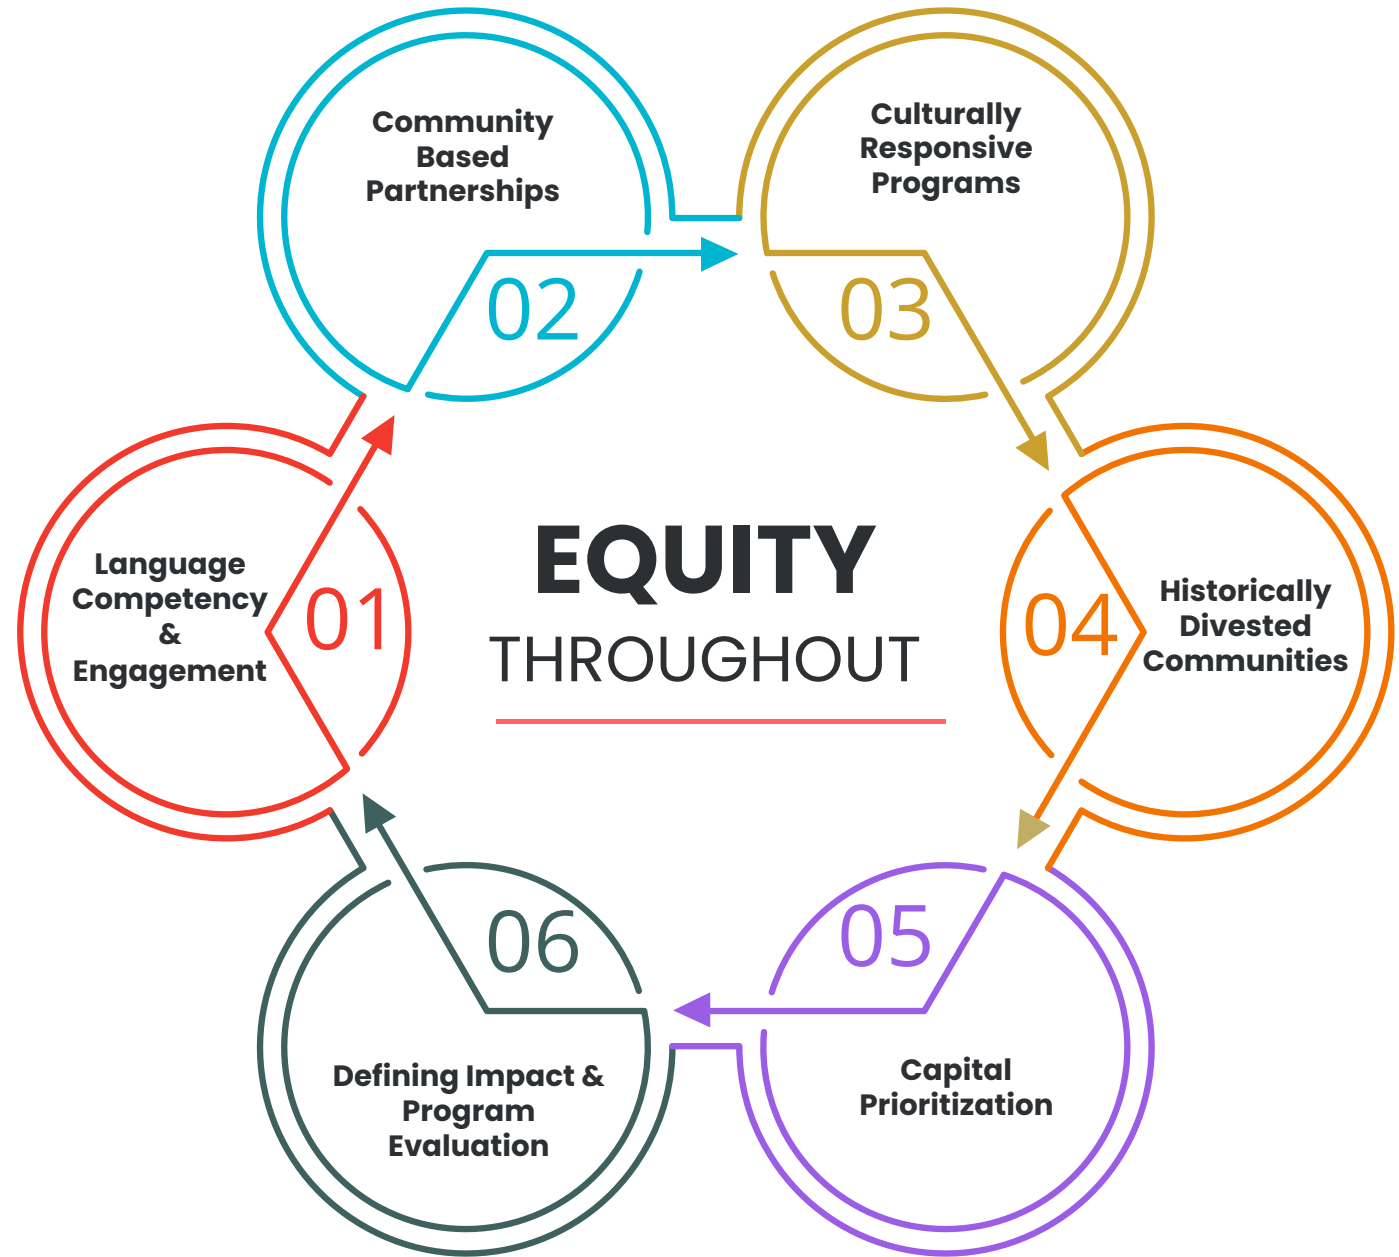 Community
Based
Partnerships
02
Culturally
Responsive
Programs
03
Language
Competency
&
Engagement
01
EQUITY
THROUGHOUT
04
Historically
Divested
Communities
06
Defining Impact &
Program
Evaluation
05
Capital
Prioritization